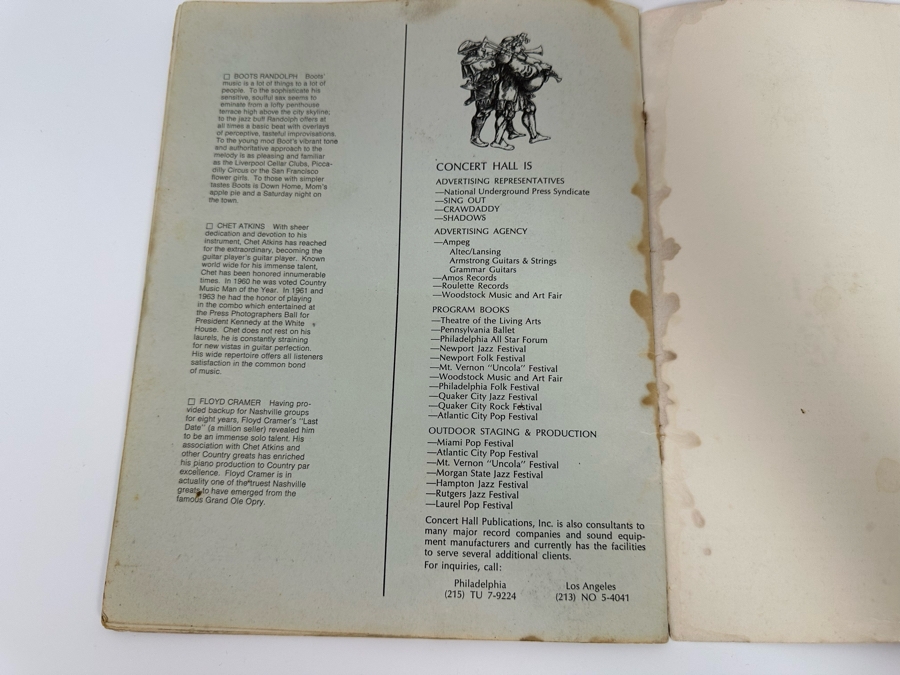 □ BOOTS RANDOLPH Boots'
music is a lot of things to a lot of
people. To the sophisticate his
sensitive, soulful sax seems to
eminate from a lofty penthouse
terrace high above the city skyline;
to the jazz buff Randolph offers at
all times a basic beat with overlays
of perceptive, tasteful improvisations.
To the young mod Boot's vibrant tone
and authoritative approach to the
melody is as pleasing and familiar
as the Liverpool Cellar Clubs, Picca-
dilly Circus or the San Francisco
flower girls. To those with simpler
tastes Boots is Down Home, Mom's
apple pie and a Saturday night on
the town.
□ CHET ATKINS With sheer
dedication and devotion to his
instrument, Chet Atkins has reached
for the extraordinary, becoming the
guitar player's guitar player. Known
world wide for his immense talent,
Chet has been honored innumerable
times. In 1960 he was voted Country
Music Man of the Year. In 1961 and
1963 he had the honor of playing
in the combo which entertained at
the Press Photographers Ball for
President Kennedy at the White
House. Chet does not rest on his
laurels, he is constantly straining
for new vistas in guitar perfection.
His wide repertoire offers all listeners
satisfaction in the common bond
of music.
□ FLOYD CRAMER Having pro-
vided backup for Nashville groups
for eight years, Floyd Cramer's "Last
Date" (a million seller) revealed him
to be an immense solo talent. His
association with Chet Atkins and
other Country greats has enriched
his piano production to Country par
excellence. Floyd Cramer is in
actuality one of the truest Nashville
greats to have emerged from the
famous Grand Ole Opry.
CONCERT HALL IS
ADVERTISING REPRESENTATIVES
—National Underground Press Syndicate
—SING OUT
—CRAWDADDY
—SHADOWS
ADVERTISING AGENCY
—Ampeg
Altec/Lansing
Armstrong Guitars & Strings
Grammar Guitars
—Amos Records
—Roulette Records
—Woodstock Music and Art Fair
PROGRAM BOOKS
—Theatre of the Living Arts
—Pennsylvania Ballet
—Philadelphia All Star Forum
—Newport Jazz Festival
—Newport Folk Festival
—Mt. Vernon "Uncola" Festival
—Woodstock Music and Art Fair
—Philadelphia Folk Festival
—Quaker City Jazz Festival
—Quaker City Rock Festival
—Atlantic City Pop Festival
OUTDOOR STAGING & PRODUCTION
—Miami Pop Festival
—Atlantic City Pop Festival
—Mt. Vernon "Uncola" Festival
—Morgan State Jazz Festival
—Hampton Jazz Festival
—Rutgers Jazz Festival
—Laurel Pop Festival
Concert Hall Publications, Inc. is also consultants to
many major record companies and sound equip-
ment manufacturers and currently has the facilities
to serve several additional clients.
For inquiries, call:
Philadelphia
(215) TU 7-9224
Los Angeles
(213) NO 5-4041